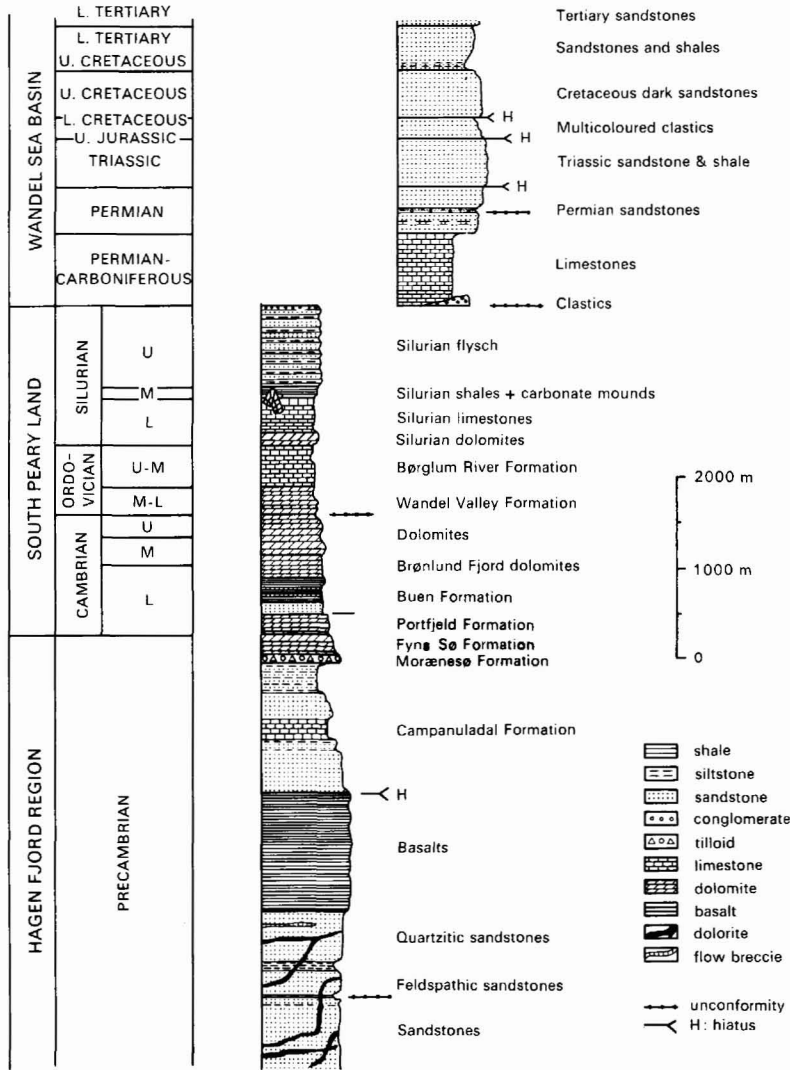 WANDEL SEA BASIN
L. TERTIARY
L. TERTIARY
U. CRETACEOUS
U. CRETACEOUS
L. CRETACEOUS
U. JURASSIC
TRIASSIC
PERMIAN
PERMIAN-
CARBONIFEROUS
SOUTH PEARY LAND
SILURIAN
U
M
L
ORDO-
VICIAN
U-M
M-L
CAMBRIAN
U
M
L
HAGEN FJORD REGION
PRECAMBRIAN
Tertiary sandstones
Sandstones and shales
Cretaceous dark sandstones
H
Multicoloured clastics
H
Triassic sandstone & shale
H
Permian sandstones
Limestones
Clastics
Silurian flysch
Silurian shales + carbonate mounds
Silurian limestones
Silurian dolomites
Børglum River Formation
Wandel Valley Formation
Dolomites
Brønlund Fjord dolomites
Buen Formation
Portfjeld Formation
Fyns Sø Formation
Morænesø Formation
Campanuladal Formation
H
Basalts
Quartzitic sandstones
Feldspathic sandstones
Sandstones
2000 m
1000 m
0
shale
siltstone
sandstone
conglomerate
tilloid
limestone
dolomite
basalt
dolorite
flow breccie
unconformity
H: hiatus